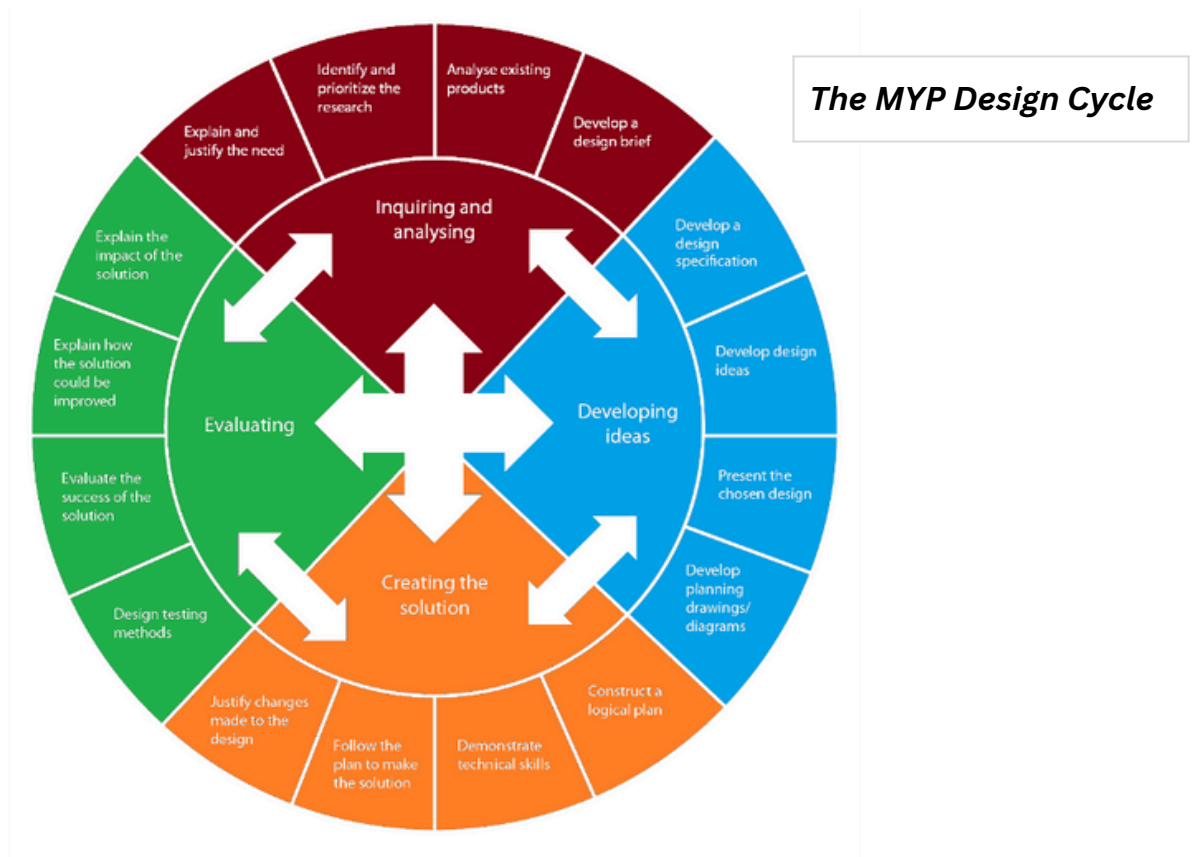 The MYP Design Cycle
Explain and
justify the need
Identify and
prioritize the
research
Analyse existing
products
Develop a
design brief
Inquiring and
analysing
Develop a
design
specification
Develop design
ideas
Present the
chosen design
Develop
planning
drawings/
diagrams
Developing
ideas
Construct a
logical plan
Demonstrate
technical skills
Follow the
plan to make
the solution
Justify changes
made to the
design
Creating the
solution
Design testing
methods
Evaluate the
success of the
solution
Explain how
the solution
could be
improved
Explain the
impact of the
solution
Evaluating